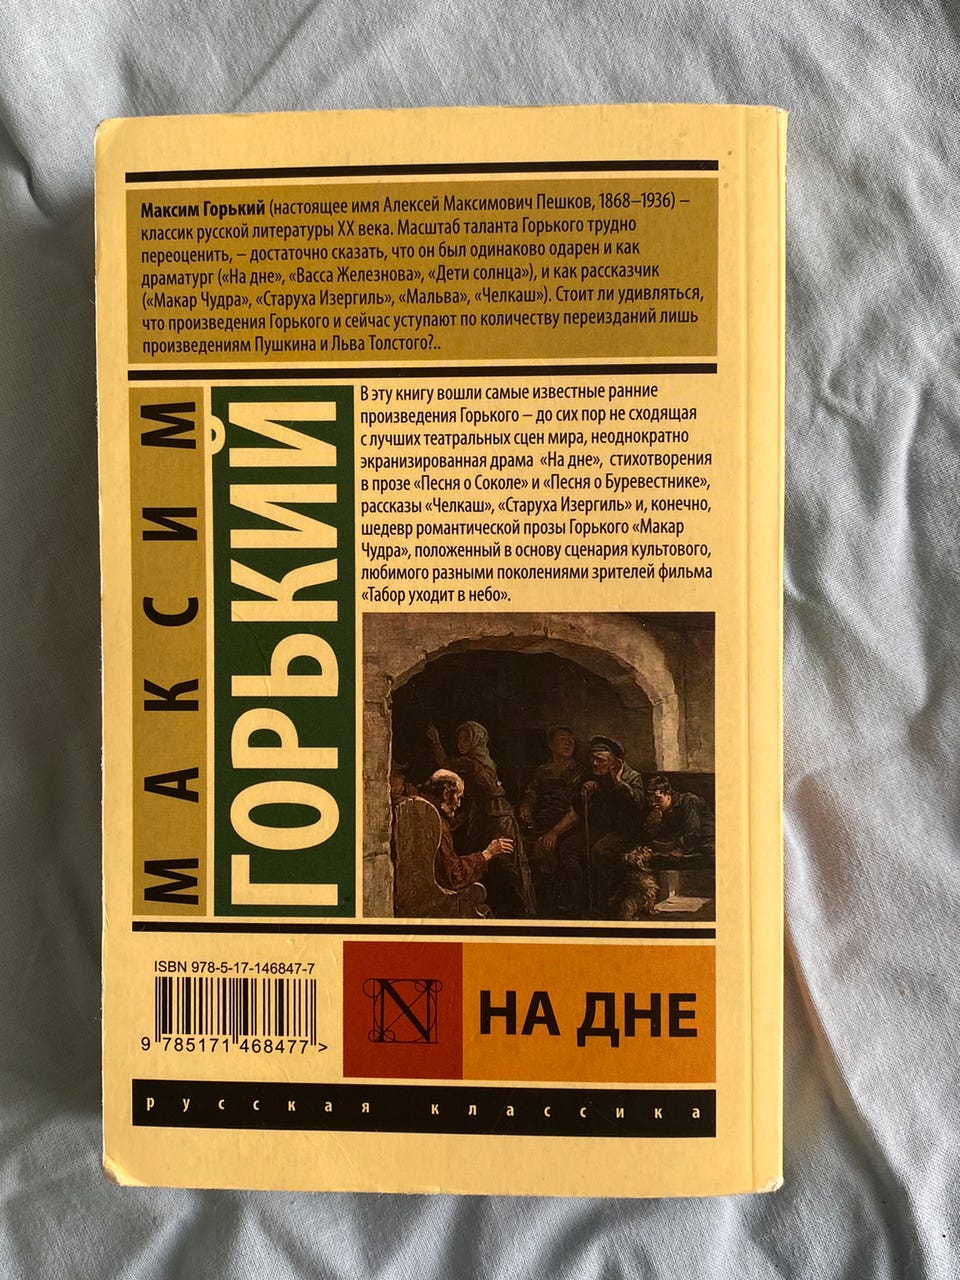 Максим Горький (настоящее имя Алексей Максимович Пешков, 1868–1936) –
классик русской литературы XX века. Масштаб таланта Горького трудно
переоценить, – достаточно сказать, что он был одинаково одарен и как
драматург («На дне», «Васса Железнова», «Дети солнца»), и как рассказчик
(«Макар Чудра», «Старуха Изергиль», «Мальва», «Челкаш»). Стоит ли удивляться,
что произведения Горького и сейчас уступают по количеству переизданий лишь
произведениям Пушкина и Льва Толстого?..
МАКСИМ
ГОРЬКИЙ
В эту книгу вошли самые известные ранние
произведения Горького – до сих пор не сходящая
с лучших театральных сцен мира, неоднократно
экранизированная драма «На дне», стихотворения
в прозе «Песня о Соколе» и «Песня о Буревестнике»,
рассказы «Челкаш», «Старуха Изергиль» и, конечно,
шедевр романтической прозы Горького «Макар
Чудра», положенный в основу сценария культового,
любимого разными поколениями зрителей фильма
«Табор уходит в небо».
ISBN 978-5-17-146847-7
9 785171 468477 >
N
НА ДНЕ
русская классика